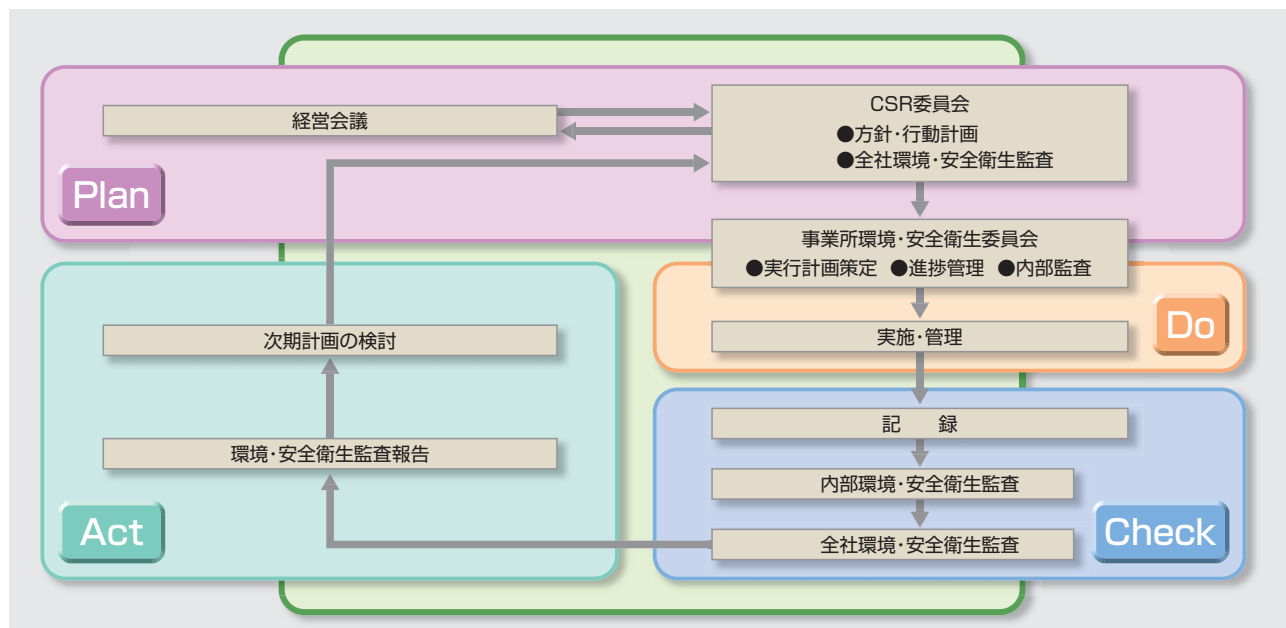 経営会議
CSR委員会
●方針・行動計画
●全社環境・安全衛生監査
Plan
事業所環境・安全衛生委員会
●実行計画策定 ●進捗管理 ●内部監査
Do
実施・管理
次期計画の検討
記　録
環境・安全衛生監査報告
内部環境・安全衛生監査
Act
Check
全社環境・安全衛生監査